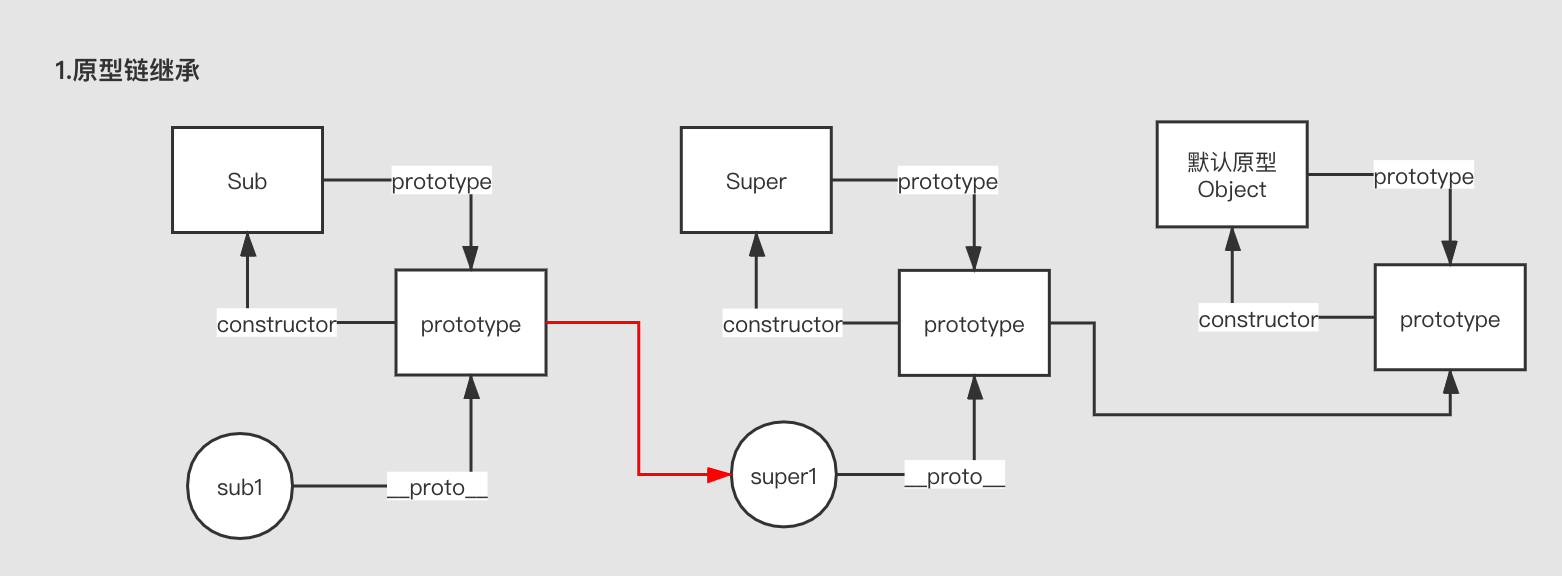 1.原型链继承
Sub
prototype
constructor
prototype
sub1
__proto__
Super
prototype
constructor
prototype
super1
__proto__
默认原型
Object
prototype
constructor
prototype